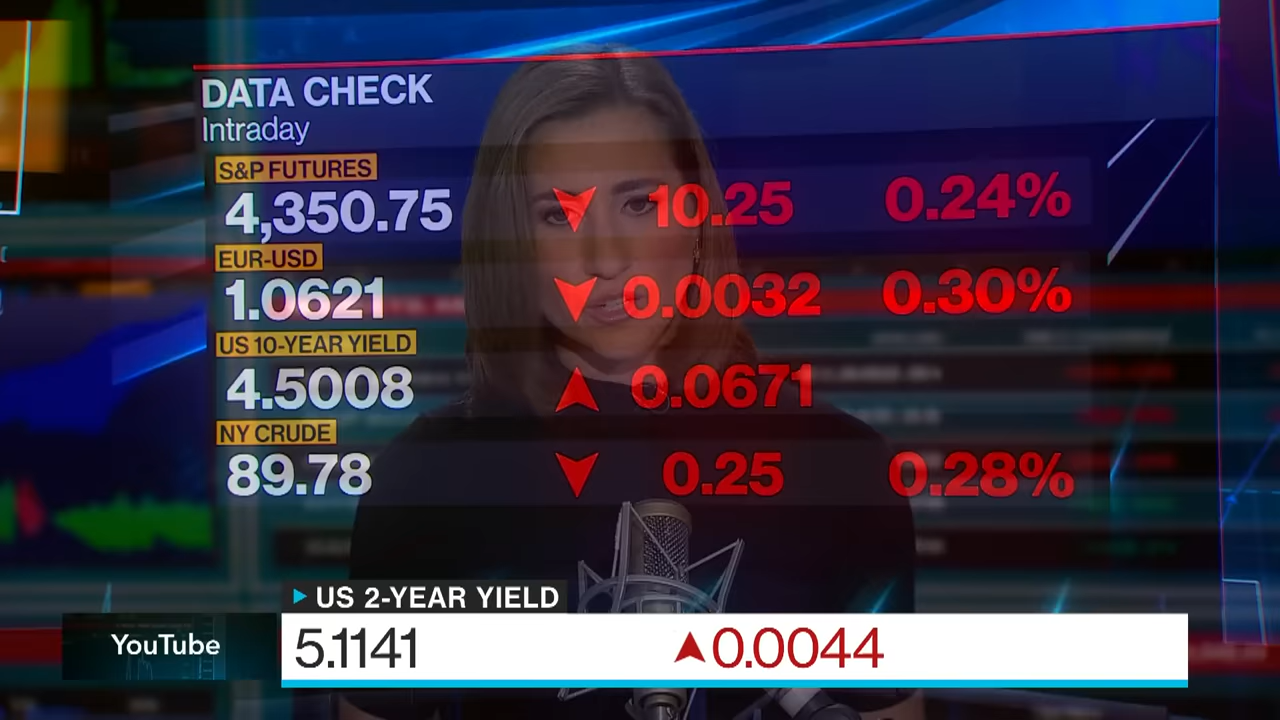 DATA CHECK
Intraday
S&P FUTURES
4,350.75 ▼ 10.25 0.24%
EUR-USD
1.0621 ▼ 0.0032 0.30%
US 10-YEAR YIELD
4.5008 ▲ 0.0671
NY CRUDE
89.78 ▼ 0.25 0.28%
US 2-YEAR YIELD
YouTube 5.1141 ▲ 0.0044